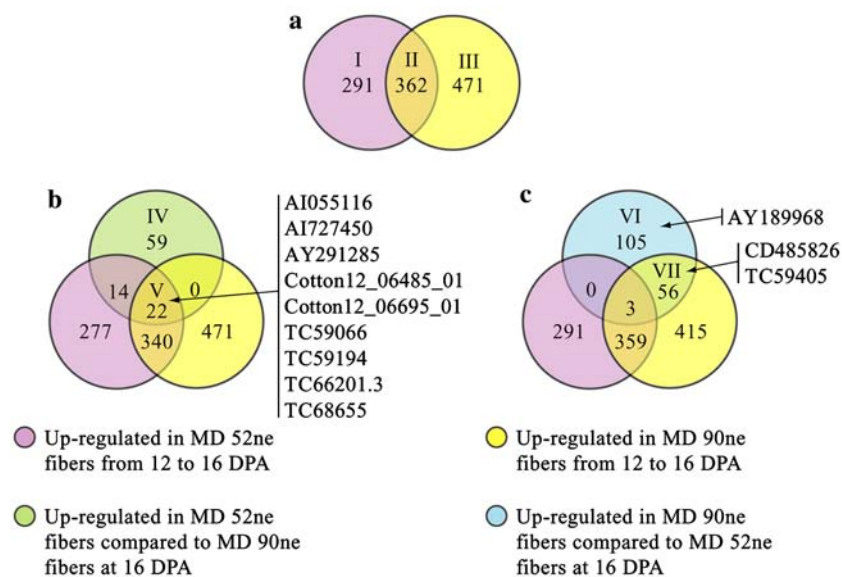 a
I II III
291 362 471
b
IV
59
14 V 0
22
277 340 471
AI055116
AI727450
AY291285
Cotton12_06485_01
Cotton12_06695_01
TC59066
TC59194
TC66201.3
TC68655
c
VI
105
AY189968
CD485826
TC59405
VII
0 56
3
291 359 415
Up-regulated in MD 52ne
fibers from 12 to 16 DPA
Up-regulated in MD 90ne
fibers from 12 to 16 DPA
Up-regulated in MD 52ne
fibers compared to MD 90ne
fibers at 16 DPA
Up-regulated in MD 90ne
fibers compared to MD 52ne
fibers at 16 DPA